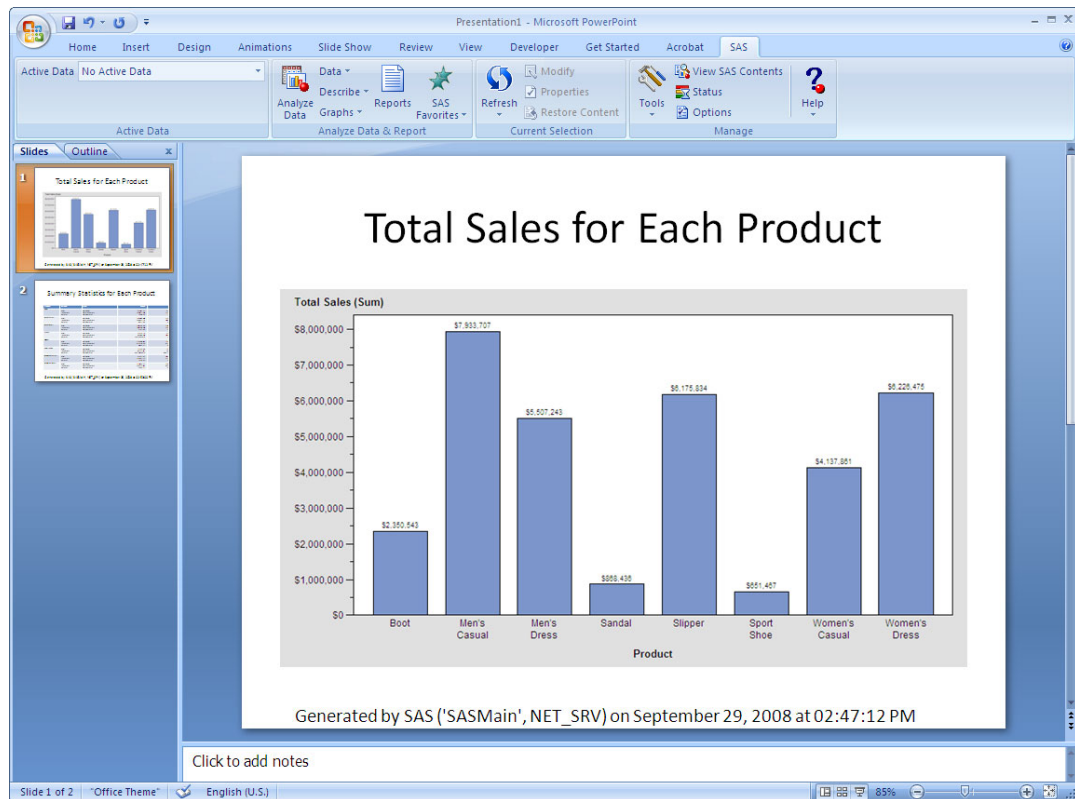 Presentation1 - Microsoft PowerPoint
Home Insert Design Animations Slide Show Review View Developer Get Started Acrobat SAS
Active Data No Active Data
Analyze Data
Data
Describe
Graphs
Reports
SAS Favorites
Refresh
Modify
Properties
Restore Content
Tools
View SAS Contents
Status
Options
Help
Active Data
Analyze Data & Report
Current Selection
Manage
Slides Outline x
1
Total Sales for Each Product
2
Summary Statistics for Each Product
Total Sales for Each Product
Total Sales (Sum)
$8,000,000
$7,000,000
$6,000,000
$5,000,000
$4,000,000
$3,000,000
$2,000,000
$1,000,000
$0
$2,350,543
$7,933,707
$5,507,243
$868,436
$6,175,834
$651,467
$4,137,861
$6,226,475
Boot
Men's Casual
Men's Dress
Sandal
Slipper
Sport Shoe
Women's Casual
Women's Dress
Product
Generated by SAS ('SASMain', NET_SRV) on September 29, 2008 at 02:47:12 PM
Click to add notes
Slide 1 of 2 "Office Theme" English (U.S.) 85%